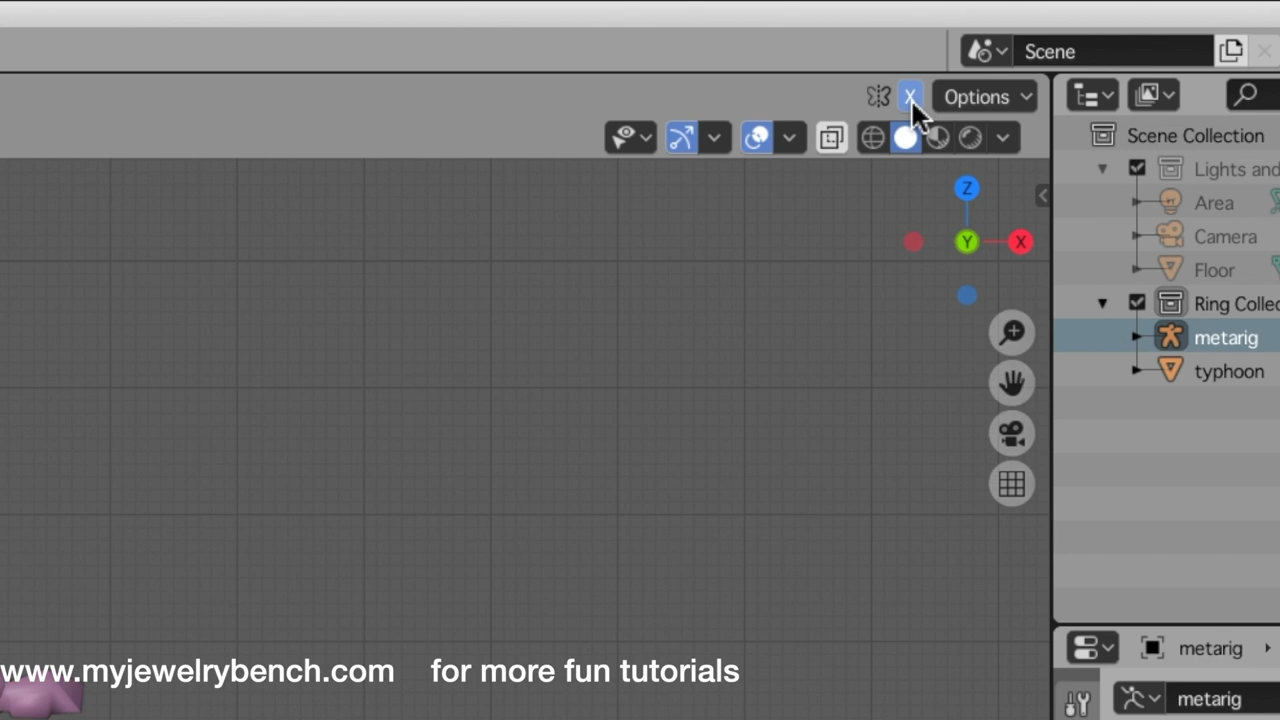 Scene
X Options
Scene Collection
Z
Lights and
Area
Y X
Camera
Floor
Ring Collec
metarig
typhoon
metarig
www.myjewelrybench.com for more fun tutorials
metarig